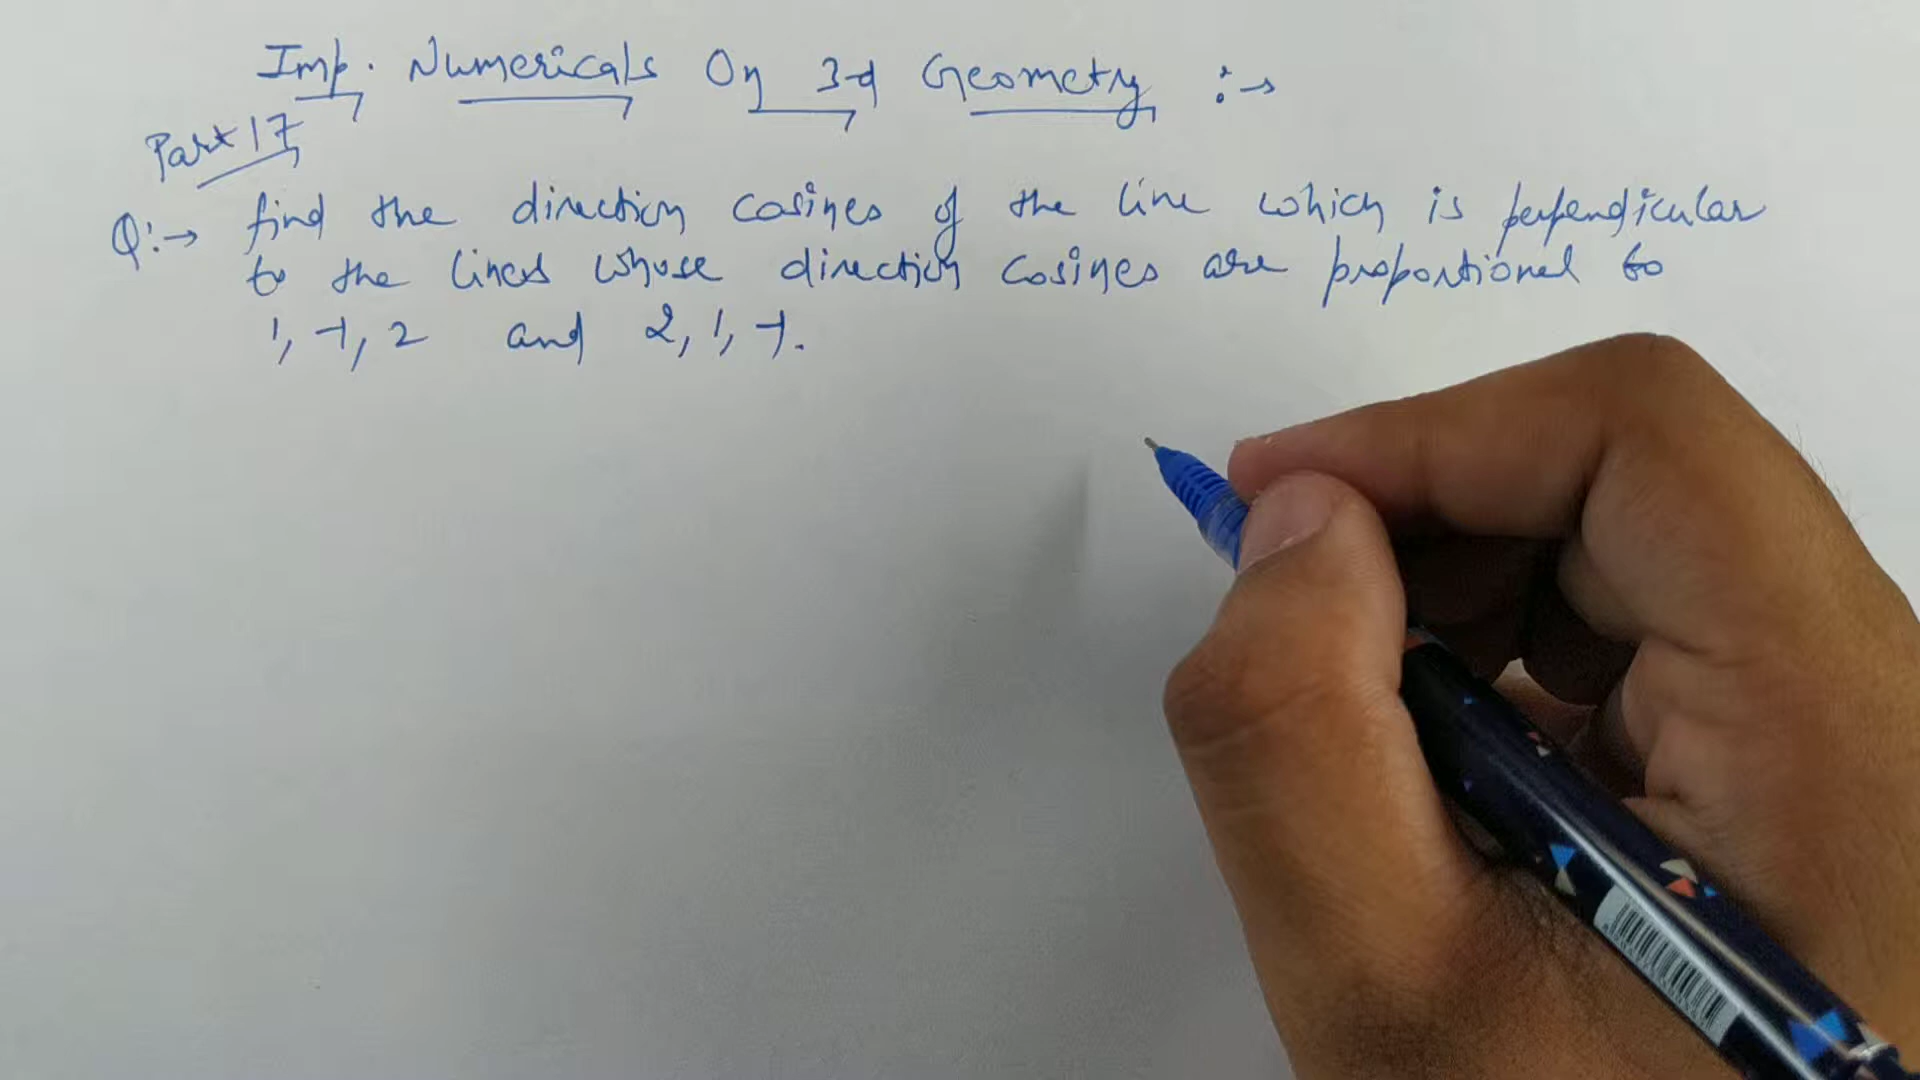 Imp. Numericals On 3-d Geometry :→
Part 17
Q:→ find the direction cosines of the line which is perpendicular
to the lines whose direction cosines are proportional to
1, -1, 2 and 2, 1, -1.